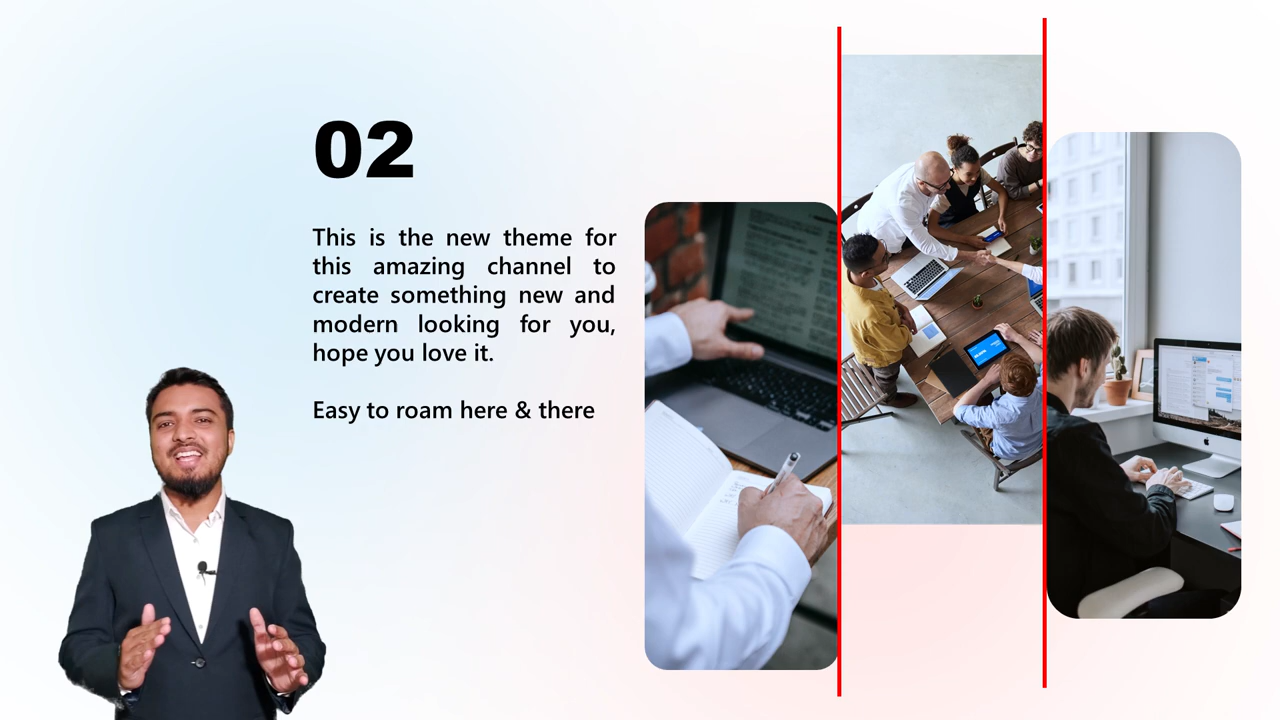 02
This is the new theme for
this amazing channel to
create something new and
modern looking for you,
hope you love it.
Easy to roam here & there